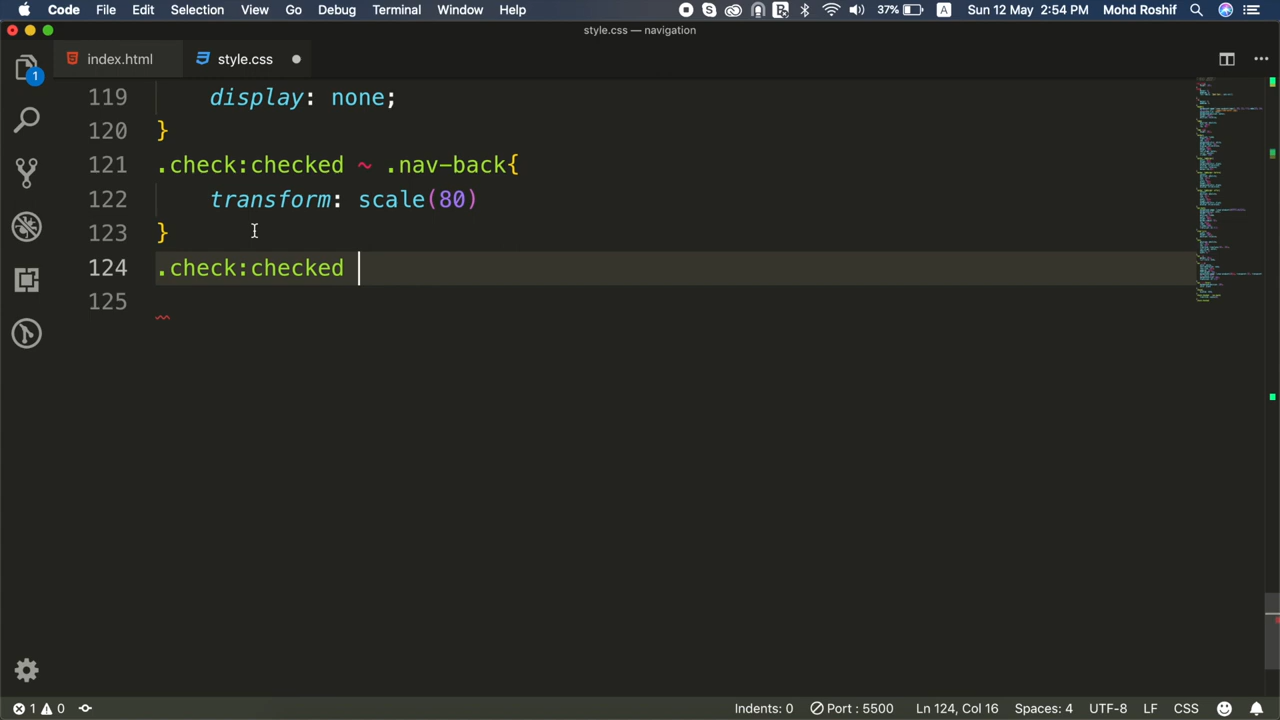 Code File Edit Selection View Go Debug Terminal Window Help 37% A Sun 12 May 2:54 PM Mohd Roshif
style.css — navigation
index.html style.css
1
119 display: none;
120 }
121 .check:checked ~ .nav-back{
122 transform: scale(80)
123 }
124 .check:checked
125
1 0 Indents: 0 Port : 5500 Ln 124, Col 16 Spaces: 4 UTF-8 LF CSS